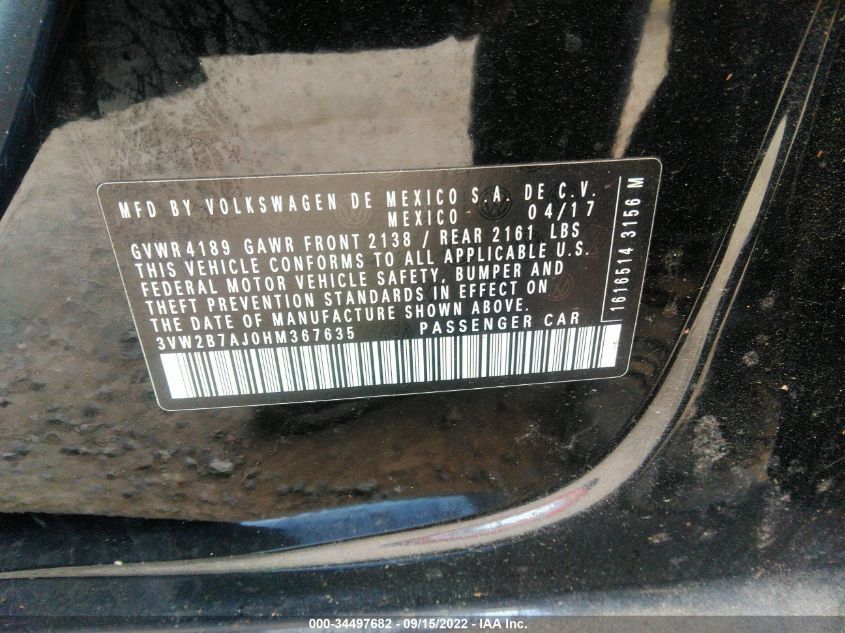 MFD BY VOLKSWAGEN DE MEXICO S.A. DE C.V.
MEXICO 04/17
GVWR4189 GAWR FRONT 2138 / REAR 2161 LBS
THIS VEHICLE CONFORMS TO ALL APPLICABLE U.S.
FEDERAL MOTOR VEHICLE SAFETY, BUMPER AND
THEFT PREVENTION STANDARDS IN EFFECT ON
THE DATE OF MANUFACTURE SHOWN ABOVE.
3VW2B7AJ0HM367635 PASSENGER CAR
1616514 3156 M
000-34497682 - 09/15/2022 - IAA Inc.